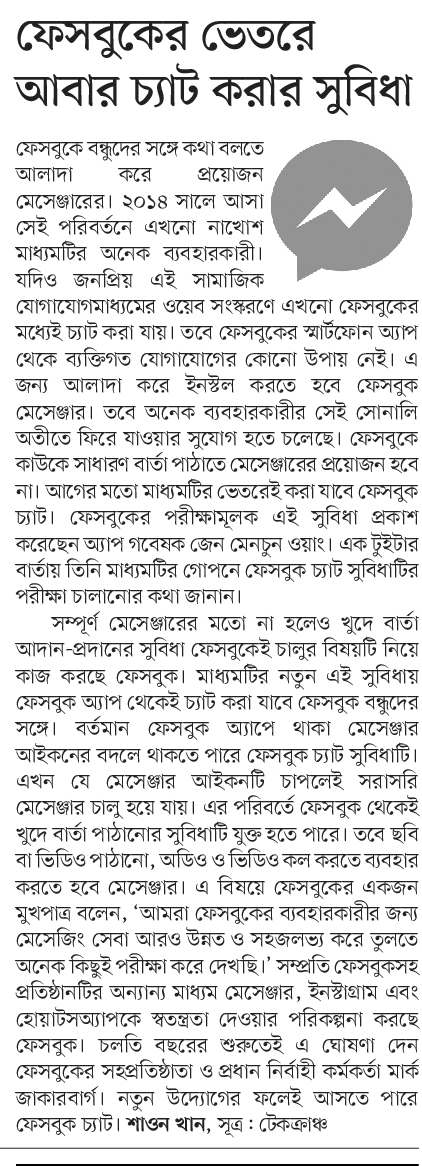 ফেসবুকের ভেতরে
আবার চ্যাট করার সুবিধা
ফেসবুকে বন্ধুদের সঙ্গে কথা বলতে
আলাদা করে প্রয়োজন
মেসেঞ্জারের। ২০১৪ সালে আসা
সেই পরিবর্তনে এখনো নাখোশ
মাধ্যমটির অনেক ব্যবহারকারী।
যদিও জনপ্রিয় এই সামাজিক
যোগাযোগমাধ্যমের ওয়েব সংস্করণে এখনো ফেসবুকের
মধ্যেই চ্যাট করা যায়। তবে ফেসবুকের স্মার্টফোন অ্যাপ
থেকে ব্যক্তিগত যোগাযোগের কোনো উপায় নেই। এ
জন্য আলাদা করে ইনস্টল করতে হবে ফেসবুক
মেসেঞ্জার। তবে অনেক ব্যবহারকারীর সেই সোনালি
অতীতে ফিরে যাওয়ার সুযোগ হতে চলেছে। ফেসবুকে
কাউকে সাধারণ বার্তা পাঠাতে মেসেঞ্জারের প্রয়োজন হবে
না। আগের মতো মাধ্যমটির ভেতরেই করা যাবে ফেসবুক
চ্যাট। ফেসবুকের পরীক্ষামূলক এই সুবিধা প্রকাশ
করেছেন অ্যাপ গবেষক জেন মেনচুন ওয়াং। এক টুইটার
বার্তায় তিনি মাধ্যমটির গোপনে ফেসবুক চ্যাট সুবিধাটির
পরীক্ষা চালানোর কথা জানান।
সম্পূর্ণ মেসেঞ্জারের মতো না হলেও খুদে বার্তা
আদান-প্রদানের সুবিধা ফেসবুকেই চালুর বিষয়টি নিয়ে
কাজ করছে ফেসবুক। মাধ্যমটির নতুন এই সুবিধায়
ফেসবুক অ্যাপ থেকেই চ্যাট করা যাবে ফেসবুক বন্ধুদের
সঙ্গে। বর্তমান ফেসবুক অ্যাপে থাকা মেসেঞ্জার
আইকনের বদলে থাকতে পারে ফেসবুক চ্যাট সুবিধাটি।
এখন যে মেসেঞ্জার আইকনটি চাপলেই সরাসরি
মেসেঞ্জার চালু হয়ে যায়। এর পরিবর্তে ফেসবুক থেকেই
খুদে বার্তা পাঠানোর সুবিধাটি যুক্ত হতে পারে। তবে ছবি
বা ভিডিও পাঠানো, অডিও ও ভিডিও কল করতে ব্যবহার
করতে হবে মেসেঞ্জার। এ বিষয়ে ফেসবুকের একজন
মুখপাত্র বলেন, ‘আমরা ফেসবুকের ব্যবহারকারীর জন্য
মেসেজিং সেবা আরও উন্নত ও সহজলভ্য করে তুলতে
অনেক কিছুই পরীক্ষা করে দেখছি।’ সম্প্রতি ফেসবুকসহ
প্রতিষ্ঠানটির অন্যান্য মাধ্যম মেসেঞ্জার, ইনস্টাগ্রাম এবং
হোয়াটসঅ্যাপকে স্বতন্ত্রতা দেওয়ার পরিকল্পনা করছে
ফেসবুক। চলতি বছরের শুরুতেই এ ঘোষণা দেন
ফেসবুকের সহপ্রতিষ্ঠাতা ও প্রধান নির্বাহী কর্মকর্তা মার্ক
জাকারবার্গ। নতুন উদ্যোগের ফলেই আসতে পারে
ফেসবুক চ্যাট। শাওন খান, সূত্র : টেকক্রাঞ্চ